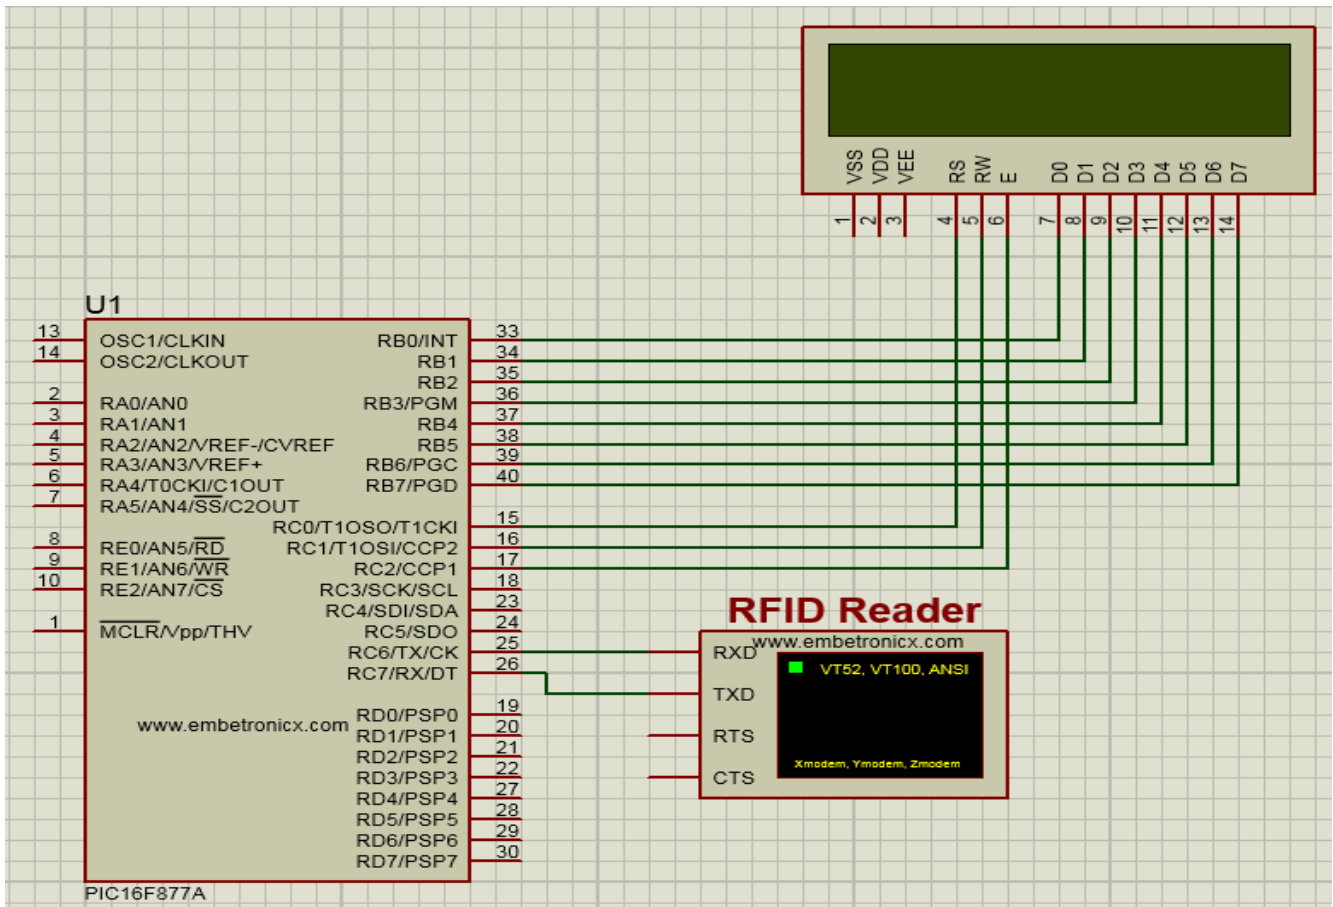 VSS
VDD
VEE
RS
RW
E
D0
D1
D2
D3
D4
D5
D6
D7
1
2
3
4
5
6
7
8
9
10
11
12
13
14
U1
13 OSC1/CLKIN RB0/INT 33
14 OSC2/CLKOUT RB1 34
RB2 35
2 RA0/AN0 RB3/PGM 36
3 RA1/AN1 RB4 37
4 RA2/AN2/VREF-/CVREF RB5 38
5 RA3/AN3/VREF+ RB6/PGC 39
6 RA4/T0CKI/C1OUT RB7/PGD 40
7 RA5/AN4/SS/C2OUT
RC0/T1OSO/T1CKI 15
8 RE0/AN5/RD RC1/T1OSI/CCP2 16
9 RE1/AN6/WR RC2/CCP1 17
10 RE2/AN7/CS RC3/SCK/SCL 18
RC4/SDI/SDA 23
1 MCLR/Vpp/THV RC5/SDO 24
RC6/TX/CK 25
RC7/RX/DT 26
RD0/PSP0 19
www.embetronicx.com RD1/PSP1 20
RD2/PSP2 21
RD3/PSP3 22
RD4/PSP4 27
RD5/PSP5 28
RD6/PSP6 29
RD7/PSP7 30
PIC16F877A
RFID Reader
www.embetronicx.com
RXD
TXD
RTS
CTS
VT52, VT100, ANSI
Xmodem, Ymodem, Zmodem